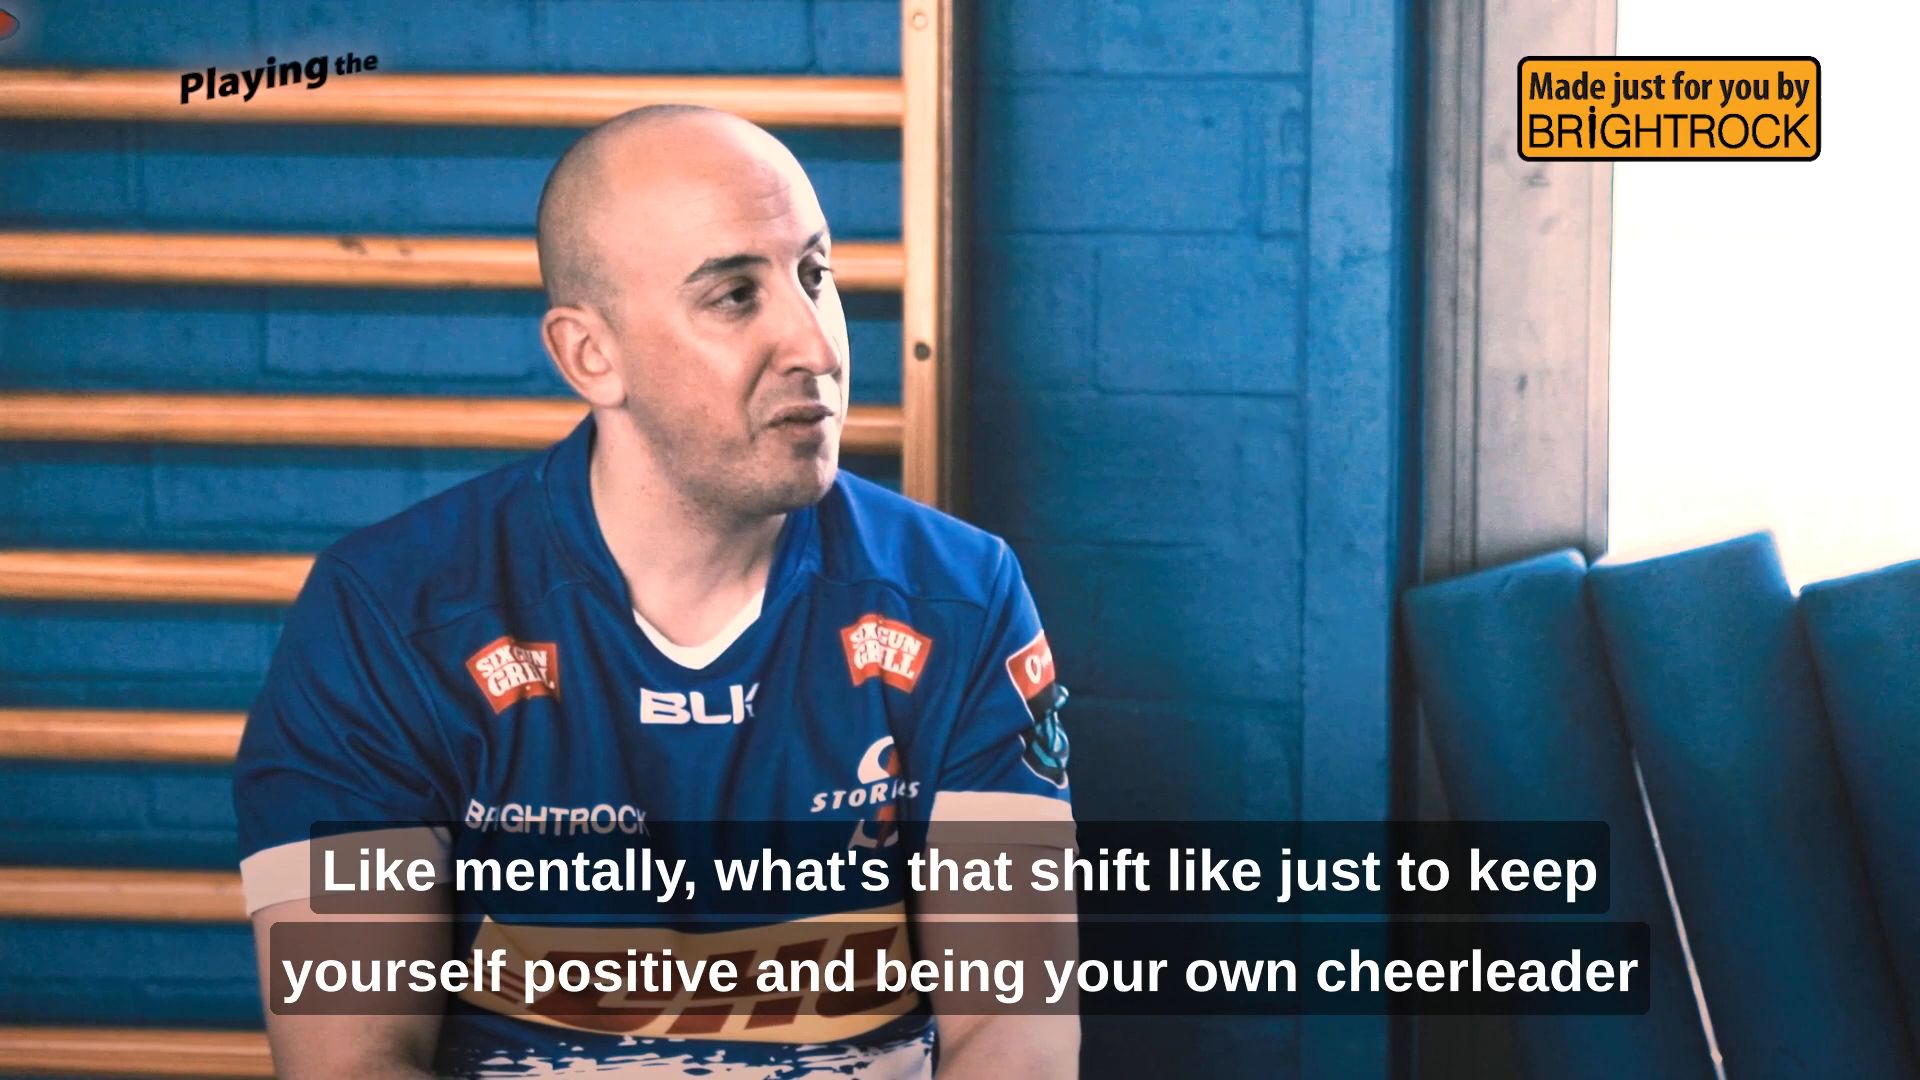 Playing the
Made just for you by
BRIGHTROCK
SIXGUN
GRILL
SIXGUN
GRILL
BLK
STORMERS
BRIGHTROCK
Like mentally, what's that shift like just to keep
yourself positive and being your own cheerleader
DHL